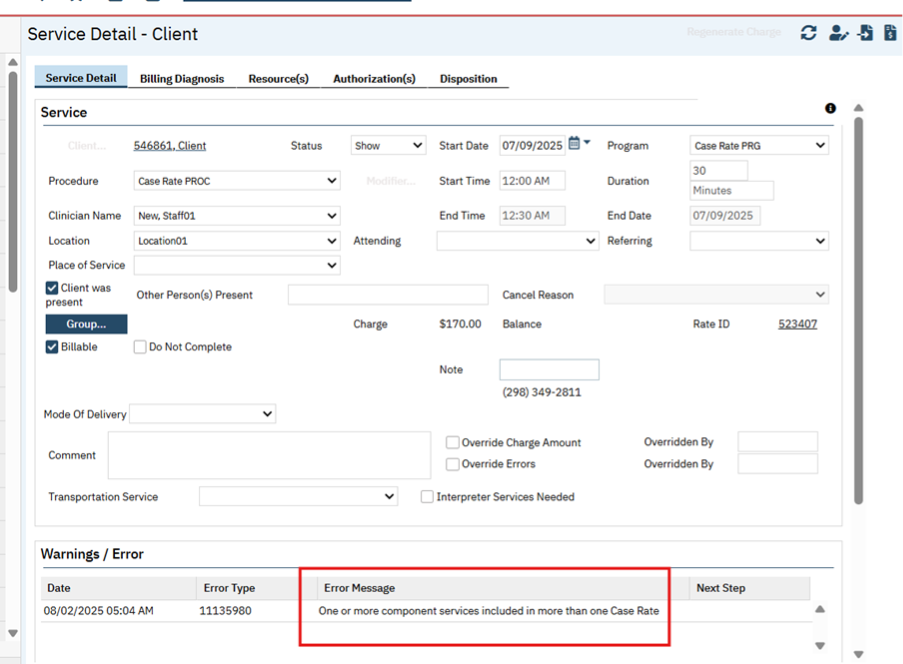 Service Detail - Client
Regenerate Charge
Service Detail Billing Diagnosis Resource(s) Authorization(s) Disposition
Service
Client... 546861, Client Status Show Start Date 07/09/2025 Program Case Rate PRG
Procedure Case Rate PROC Modifier... Start Time 12:00 AM Duration 30
Minutes
Clinician Name New, Staff01 End Time 12:30 AM End Date 07/09/2025
Location Location01 Attending Referring
Place of Service
Client was present Other Person(s) Present Cancel Reason
Group... Charge $170.00 Balance Rate ID 523407
Billable Do Not Complete
Note
(298) 349-2811
Mode Of Delivery
Comment Override Charge Amount Overridden By
Override Errors Overridden By
Transportation Service Interpreter Services Needed
Warnings / Error
Date Error Type Error Message Next Step
08/02/2025 05:04 AM 11135980 One or more component services included in more than one Case Rate